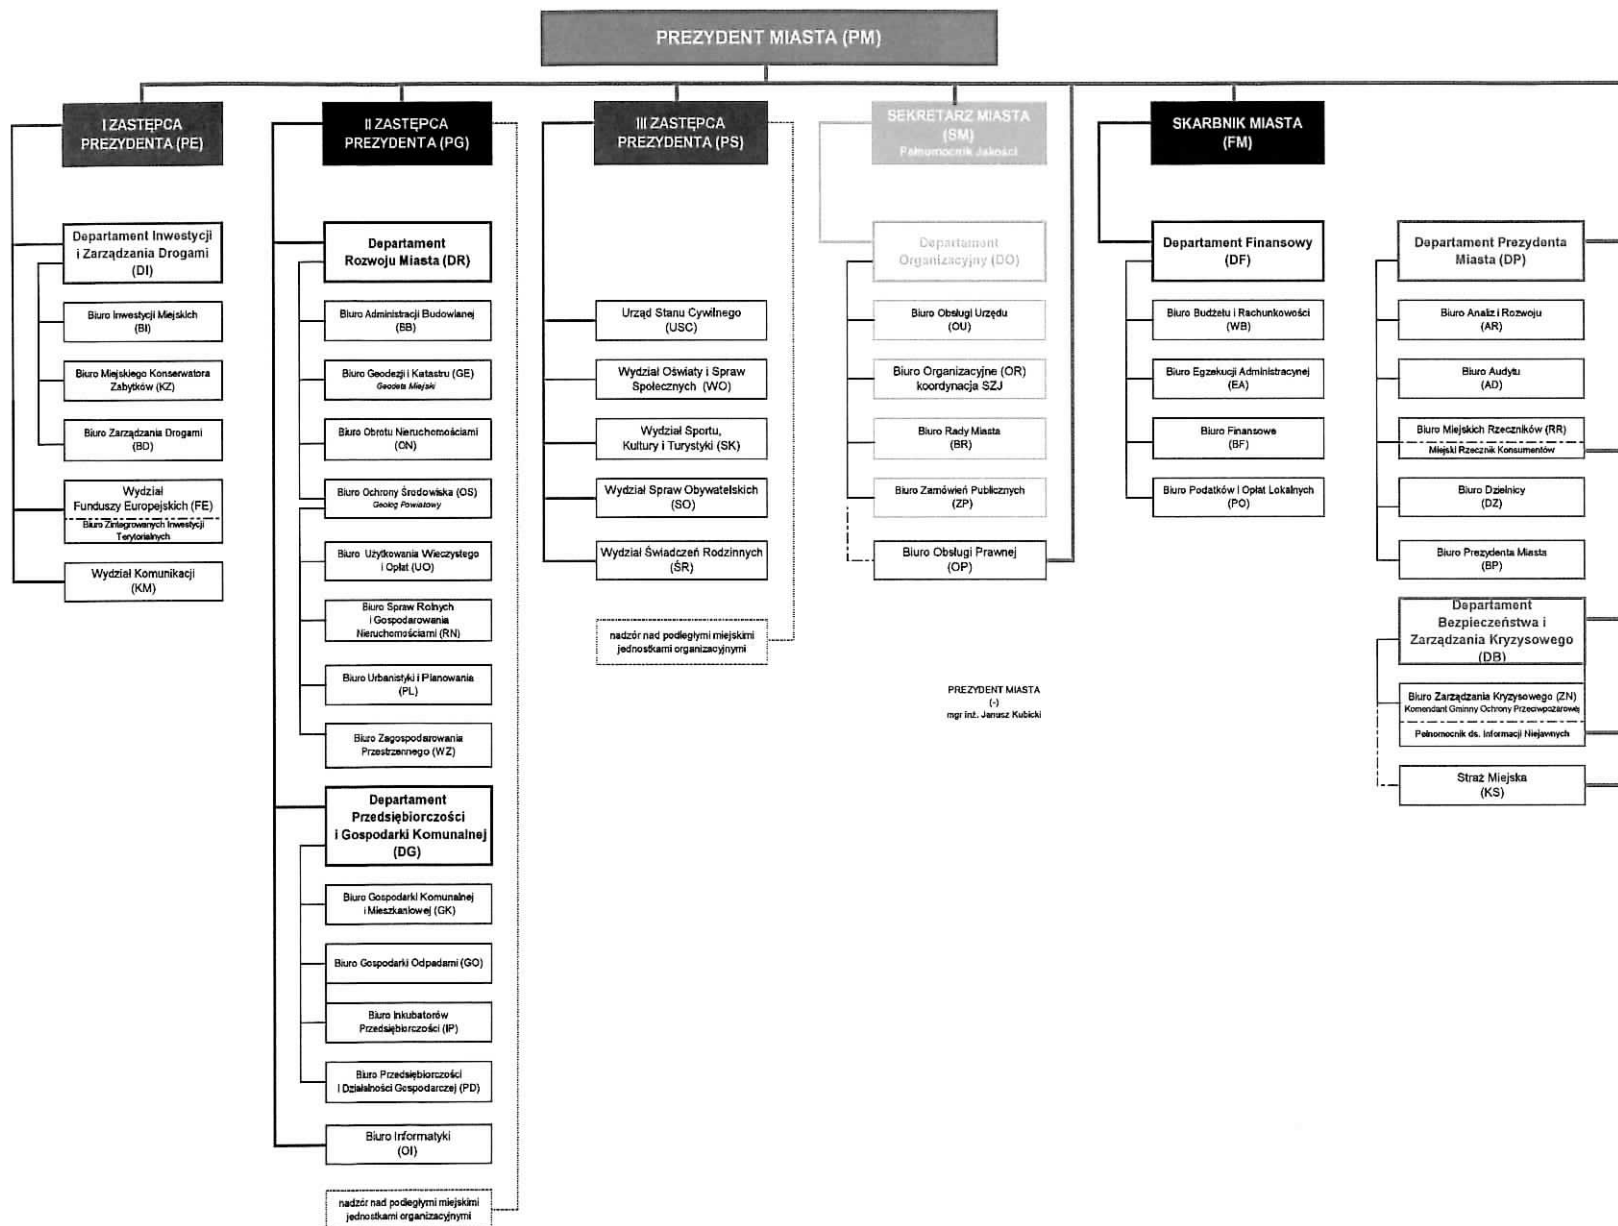 PREZYDENT MIASTA (PM)
I ZASTĘPCA
PREZYDENTA (PE)
Departament Inwestycji
i Zarządzania Drogami
(DI)
Biuro Inwestycji Miejskich
(BI)
Biuro Miejskiego Konserwatora
Zabytków (KZ)
Biuro Zarządzania Drogami
(BD)
Wydział
Funduszy Europejskich (FE)
Biuro Zintegrowanych Inwestycji
Terytorialnych
Wydział Komunikacji
(KM)
II ZASTĘPCA
PREZYDENTA (PG)
Departament
Rozwoju Miasta (DR)
Biuro Administracji Budowlanej
(BB)
Biuro Geodezji i Katastru (GE)
Geodeta Miejski
Biuro Obrotu Nieruchomościami
(ON)
Biuro Ochrony Środowiska (OS)
Geolog Powiatowy
Biuro Użytkowania Wieczystego
i Opłat (UO)
Biuro Spraw Rolnych
i Gospodarowania
Nieruchomościami (RN)
Biuro Urbanistyki i Planowania
(PL)
Biuro Zagospodarowania
Przestrzennego (WZ)
Departament
Przedsiębiorczości
i Gospodarki Komunalnej
(DG)
Biuro Gospodarki Komunalnej
i Mieszkaniowej (GK)
Biuro Gospodarki Odpadami (GO)
Biuro Inkubatorów
Przedsiębiorczości (IP)
Biuro Przedsiębiorczości
i Działalności Gospodarczej (PD)
Biuro Informatyki
(OI)
nadzór nad podległymi miejskimi
jednostkami organizacyjnymi
III ZASTĘPCA
PREZYDENTA (PS)
Urząd Stanu Cywilnego
(USC)
Wydział Oświaty i Spraw
Społecznych (WO)
Wydział Sportu,
Kultury i Turystyki (SK)
Wydział Spraw Obywatelskich
(SO)
Wydział Świadczeń Rodzinnych
(ŚR)
nadzór nad podległymi miejskimi
jednostkami organizacyjnymi
SEKRETARZ MIASTA
(SM)
Pełnomocnik Jakości
Departament
Organizacyjny (DO)
Biuro Obsługi Urzędu
(OU)
Biuro Organizacyjne (OR)
koordynacja SZJ
Biuro Rady Miasta
(BR)
Biuro Zamówień Publicznych
(ZP)
Biuro Obsługi Prawnej
(OP)
PREZYDENT MIASTA
(-)
mgr inż. Janusz Kubicki
SKARBNIK MIASTA
(FM)
Departament Finansowy
(DF)
Biuro Budżetu i Rachunkowości
(WB)
Biuro Egzekucji Administracyjnej
(EA)
Biuro Finansowe
(BF)
Biuro Podatków i Opłat Lokalnych
(PO)
Departament Prezydenta
Miasta (DP)
Biuro Analiz i Rozwoju
(AR)
Biuro Audytu
(AD)
Biuro Miejskich Rzeczników (RR)
Miejski Rzecznik Konsumentów
Biuro Dzielnicy
(DZ)
Biuro Prezydenta Miasta
(BP)
Departament
Bezpieczeństwa i
Zarządzania Kryzysowego
(DB)
Biuro Zarządzania Kryzysowego (ZN)
Komendant Gminny Ochrony Przeciwpożarowej
Pełnomocnik ds. Informacji Niejawnych
Straż Miejska
(KS)